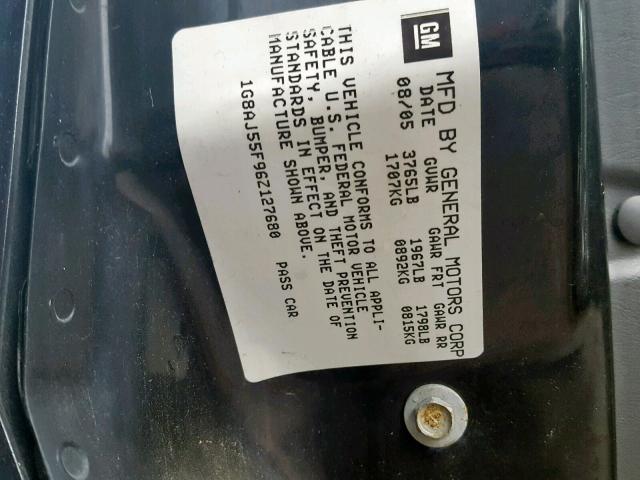 GM
MFD BY GENERAL MOTORS CORP
DATE GVWR GAWR FRT GAWR RR
08/05 3765LB 1967LB 1798LB
1707KG 0892KG 0815KG
THIS VEHICLE CONFORMS TO ALL APPLI-
CABLE U.S. FEDERAL MOTOR VEHICLE
SAFETY, BUMPER, AND THEFT PREVENTION
STANDARDS IN EFFECT ON THE DATE OF
MANUFACTURE SHOWN ABOVE.
1G8AJ55F96Z127680 PASS CAR